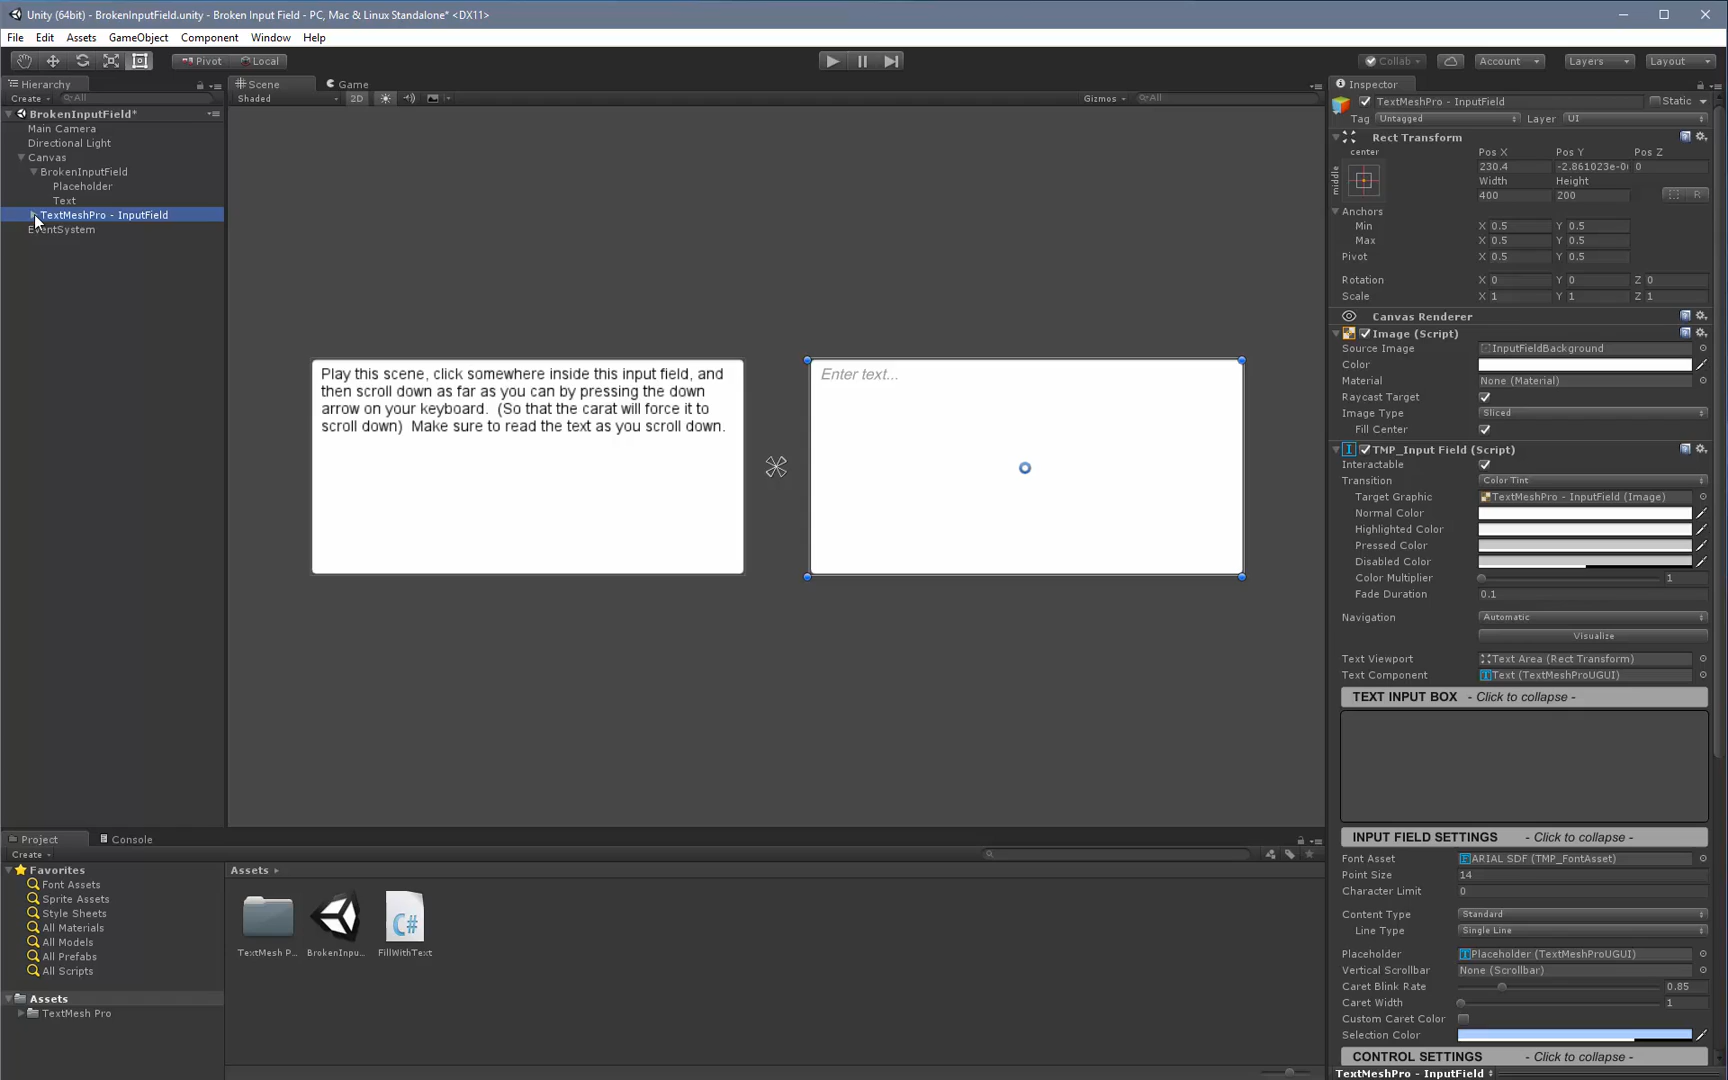 Unity (64bit) - BrokenInputField.unity - Broken Input Field - PC, Mac & Linux Standalone* <DX11>
File Edit Assets GameObject Component Window Help
Pivot Local Collab Account Layers Layout
Hierarchy Scene Game Inspector
Create All Shaded 2D Gizmos All
TextMeshPro - InputField Static
Tag Untagged Layer UI
BrokenInputField*
Main Camera
Directional Light
Canvas
BrokenInputField
Placeholder
Text
TextMeshPro - InputField
EventSystem
Play this scene, click somewhere inside this input field, and
then scroll down as far as you can by pressing the down
arrow on your keyboard. (So that the carat will force it to
scroll down) Make sure to read the text as you scroll down.
Enter text...
Rect Transform
center Pos X Pos Y Pos Z
middle 230.4 -2.861023e-0 0
Width Height
400 200 R
Anchors
Min X 0.5 Y 0.5
Max X 0.5 Y 0.5
Pivot X 0.5 Y 0.5
Rotation X 0 Y 0 Z 0
Scale X 1 Y 1 Z 1
Canvas Renderer
Image (Script)
Source Image InputFieldBackground
Color
Material None (Material)
Raycast Target
Image Type Sliced
Fill Center
TMP_Input Field (Script)
Interactable
Transition Color Tint
Target Graphic TextMeshPro - InputField (Image)
Normal Color
Highlighted Color
Pressed Color
Disabled Color
Color Multiplier 1
Fade Duration 0.1
Navigation Automatic
Visualize
Text Viewport Text Area (Rect Transform)
Text Component Text (TextMeshProUGUI)
TEXT INPUT BOX - Click to collapse -
INPUT FIELD SETTINGS - Click to collapse -
Font Asset ARIAL SDF (TMP_FontAsset)
Point Size 14
Character Limit 0
Content Type Standard
Line Type Single Line
Placeholder Placeholder (TextMeshProUGUI)
Vertical Scrollbar None (Scrollbar)
Caret Blink Rate 0.85
Caret Width 1
Custom Caret Color
Selection Color
CONTROL SETTINGS - Click to collapse -
TextMeshPro - InputField
Project Console
Create
Favorites
Font Assets
Sprite Assets
Style Sheets
All Materials
All Models
All Prefabs
All Scripts
Assets
TextMesh Pro
Assets
TextMesh P... BrokenInpu... C# FillWithText